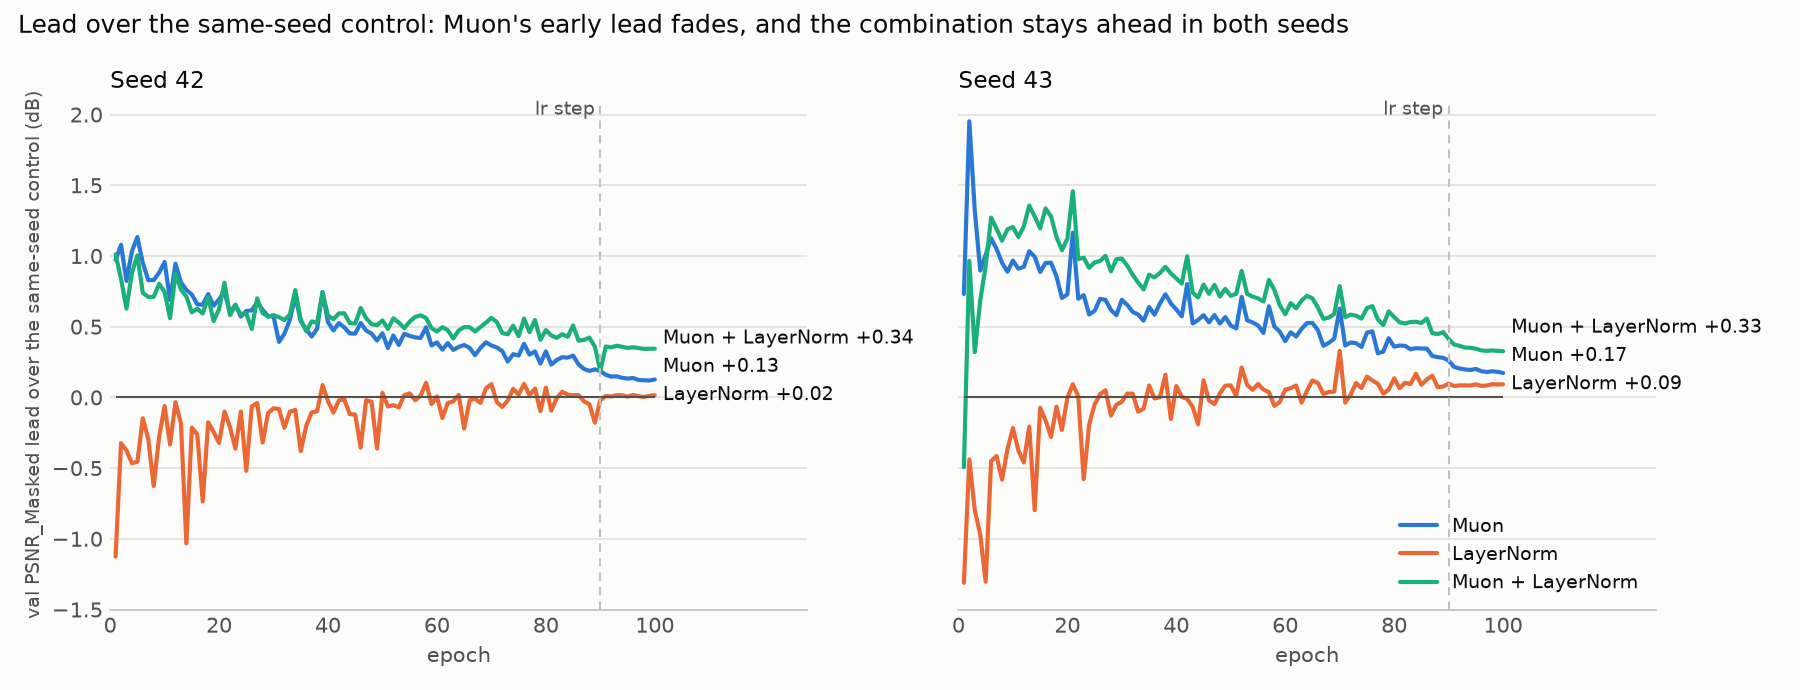 Lead over the same-seed control: Muon's early lead fades, and the combination stays ahead in both seeds
Seed 42
val PSNR_Masked lead over the same-seed control (dB)
2.0
1.5
1.0
0.5
0.0
−0.5
−1.0
−1.5
lr step
Muon + LayerNorm +0.34
Muon +0.13
LayerNorm +0.02
0 20 40 60 80 100
epoch
Seed 43
lr step
Muon + LayerNorm +0.33
Muon +0.17
LayerNorm +0.09
Muon
LayerNorm
Muon + LayerNorm
0 20 40 60 80 100
epoch